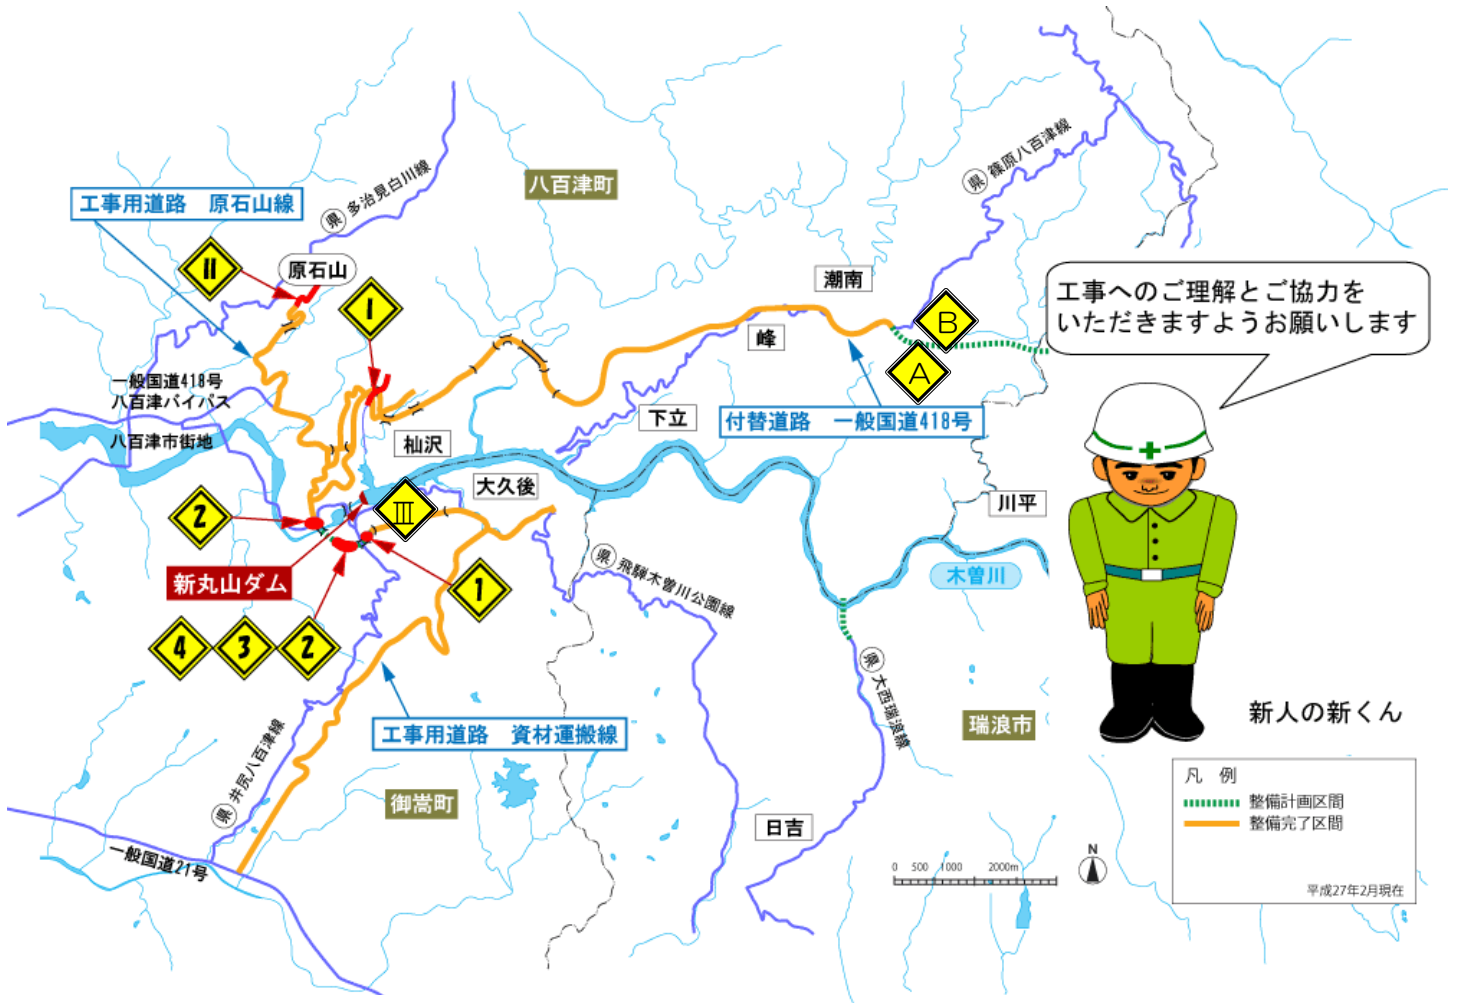 八百津町
県 篠原八百津線
県 多治見白川線
工事用道路　原石山線
II
原石山
1
潮南
工事へのご理解とご協力を
いただきますようお願いします
B
峰
A
一般国道418号
八百津バイパス
付替道路　一般国道418号
下立
八百津市街地
杣沢
大久後
川平
2
III
新丸山ダム
県 飛騨木曽川公園線
木曽川
1
4
3
2
県 大西瑞浪線
新人の新くん
瑞浪市
工事用道路　資材運搬線
県 井尻八百津線
御嵩町
日吉
凡　例
整備計画区間
整備完了区間
平成27年2月現在
一般国道21号
0 500 1000 2000m
N